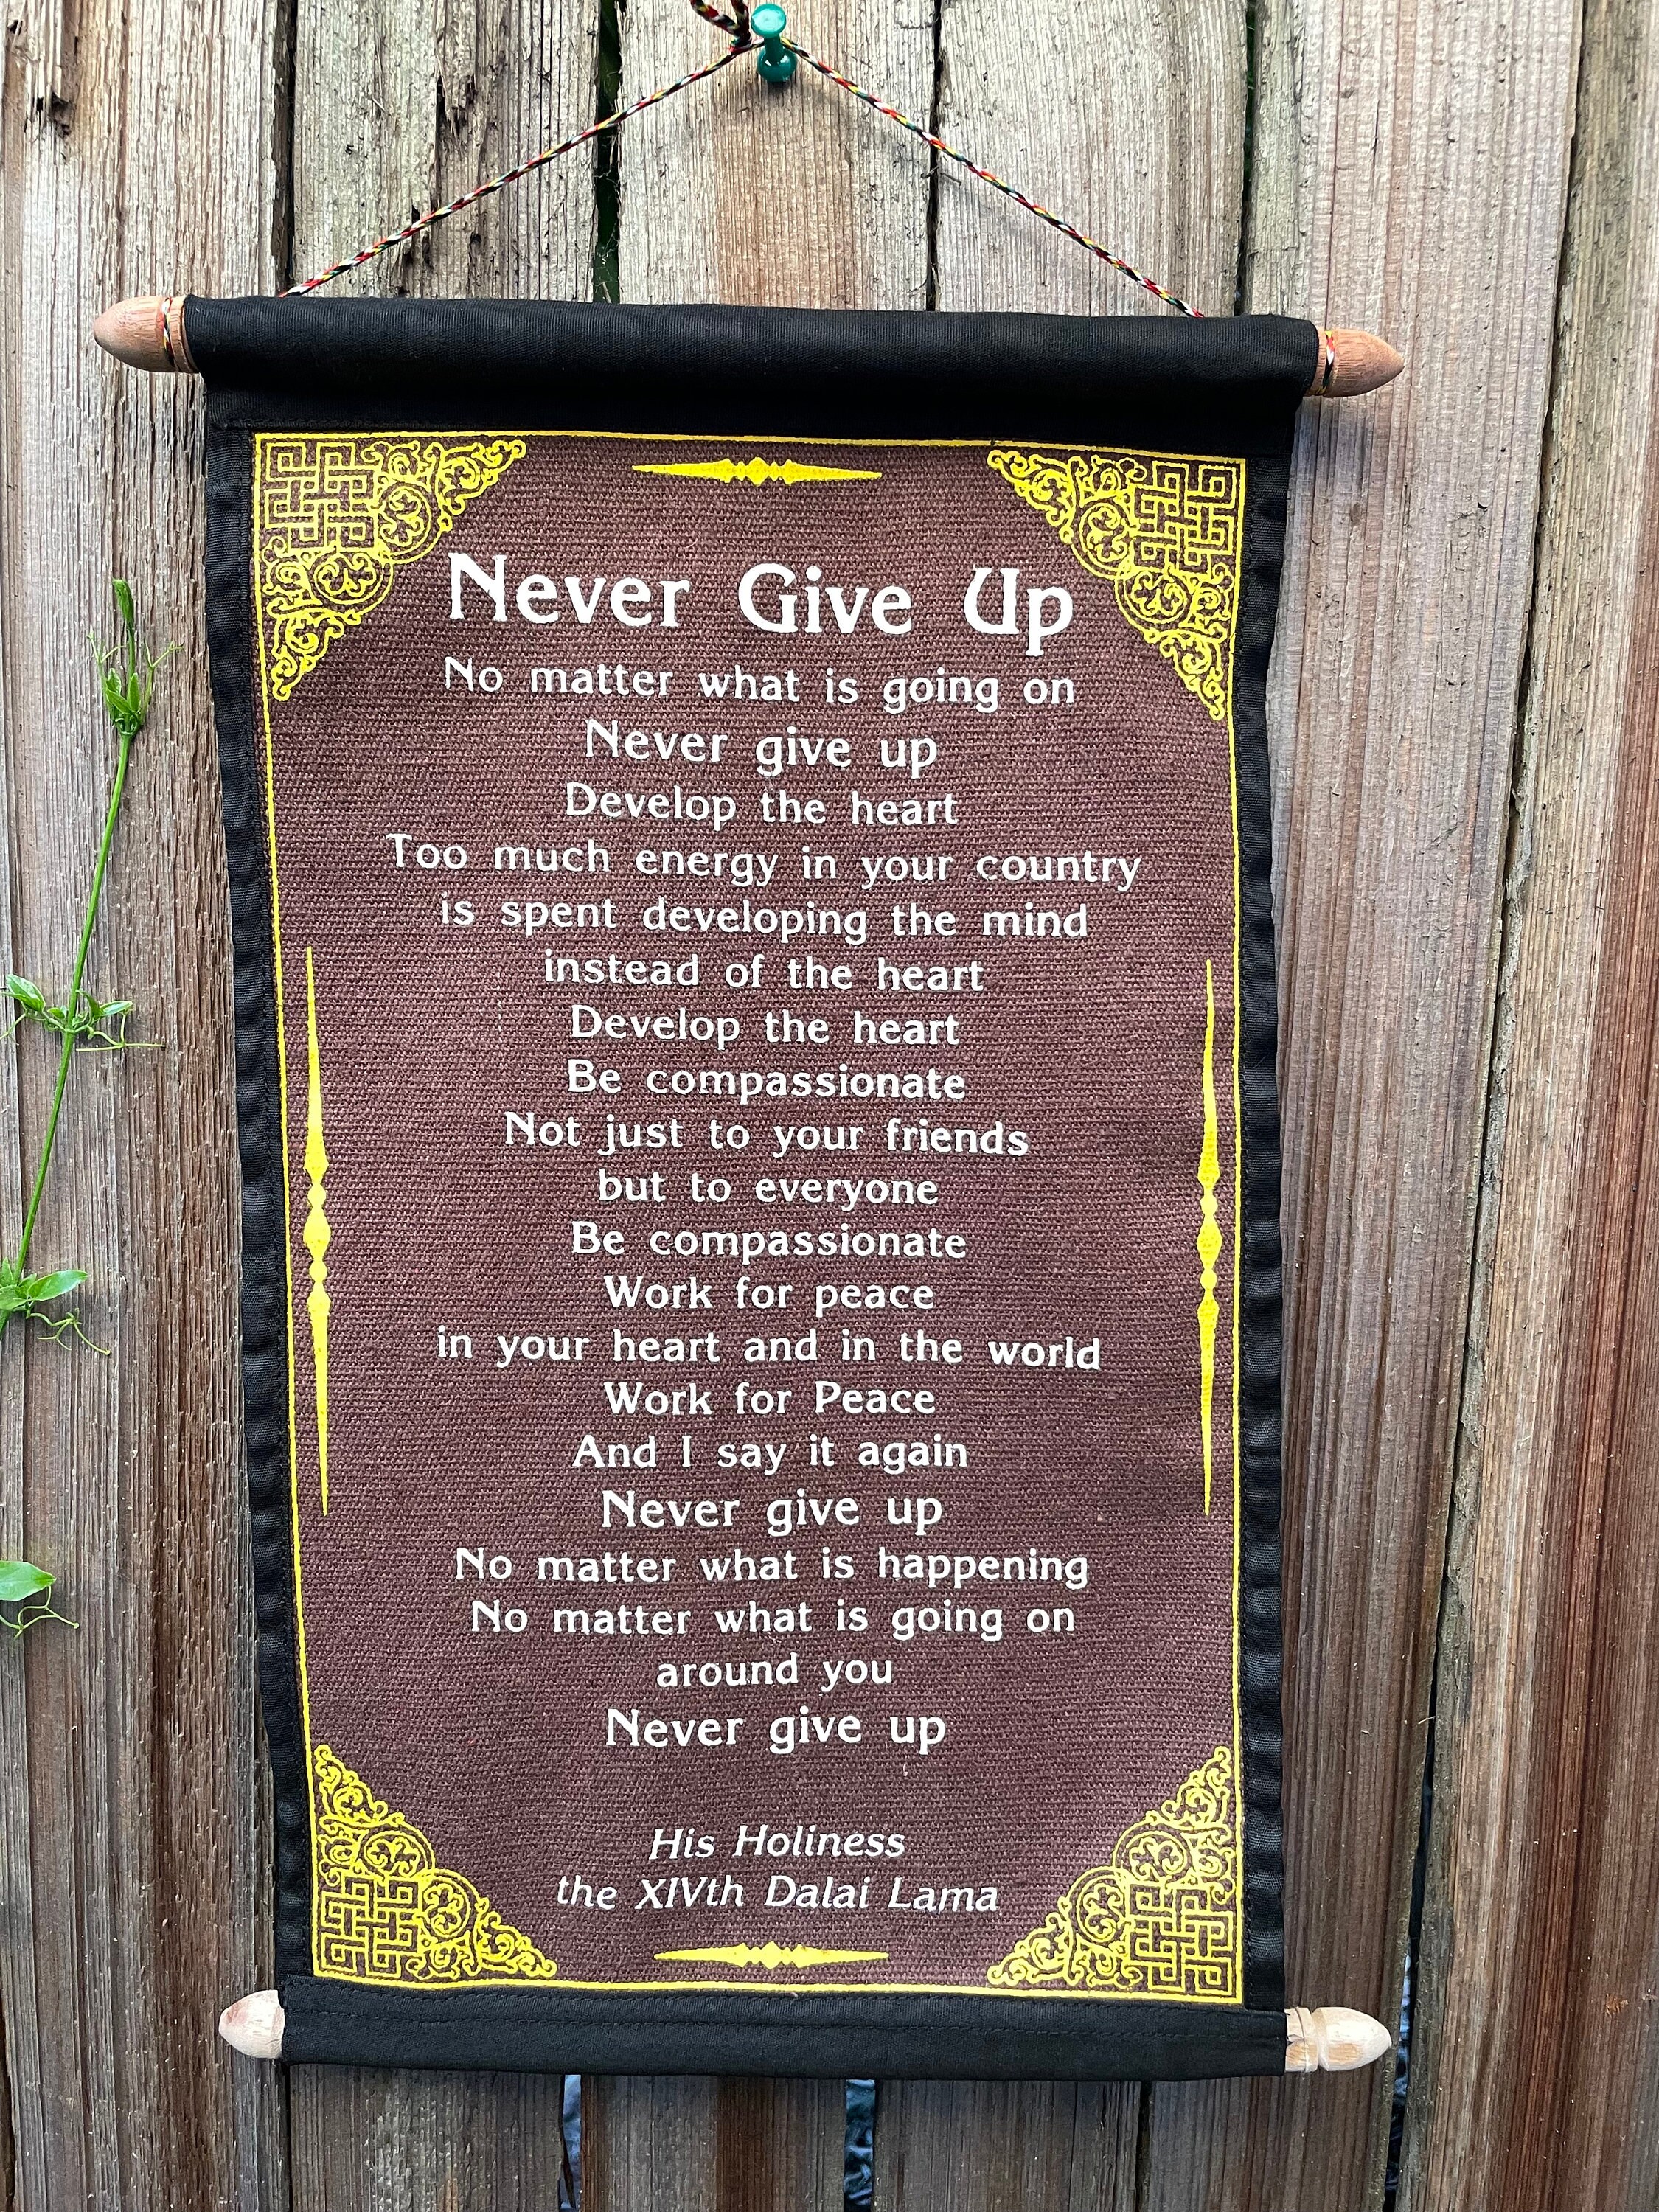 Never Give Up
No matter what is going on
Never give up
Develop the heart
Too much energy in your country
is spent developing the mind
instead of the heart
Develop the heart
Be compassionate
Not just to your friends
but to everyone
Be compassionate
Work for peace
in your heart and in the world
Work for Peace
And I say it again
Never give up
No matter what is happening
No matter what is going on
around you
Never give up
His Holiness
the XIVth Dalai Lama